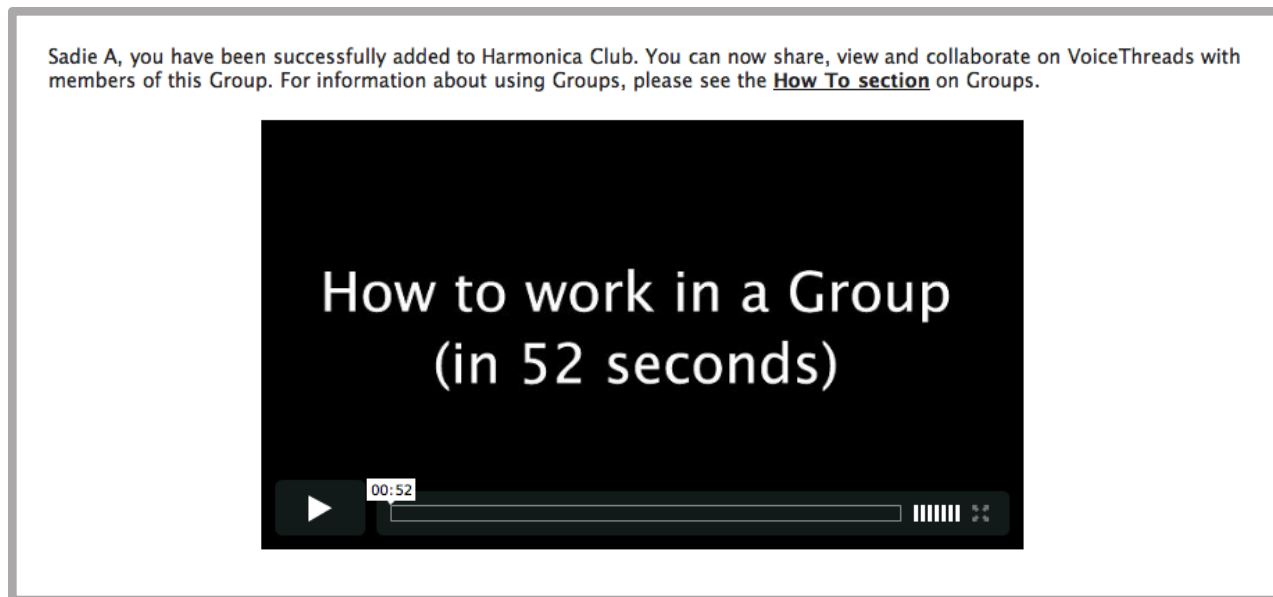 Sadie A, you have been successfully added to Harmonica Club. You can now share, view and collaborate on VoiceThreads with
members of this Group. For information about using Groups, please see the How To section on Groups.
How to work in a Group
(in 52 seconds)
00:52